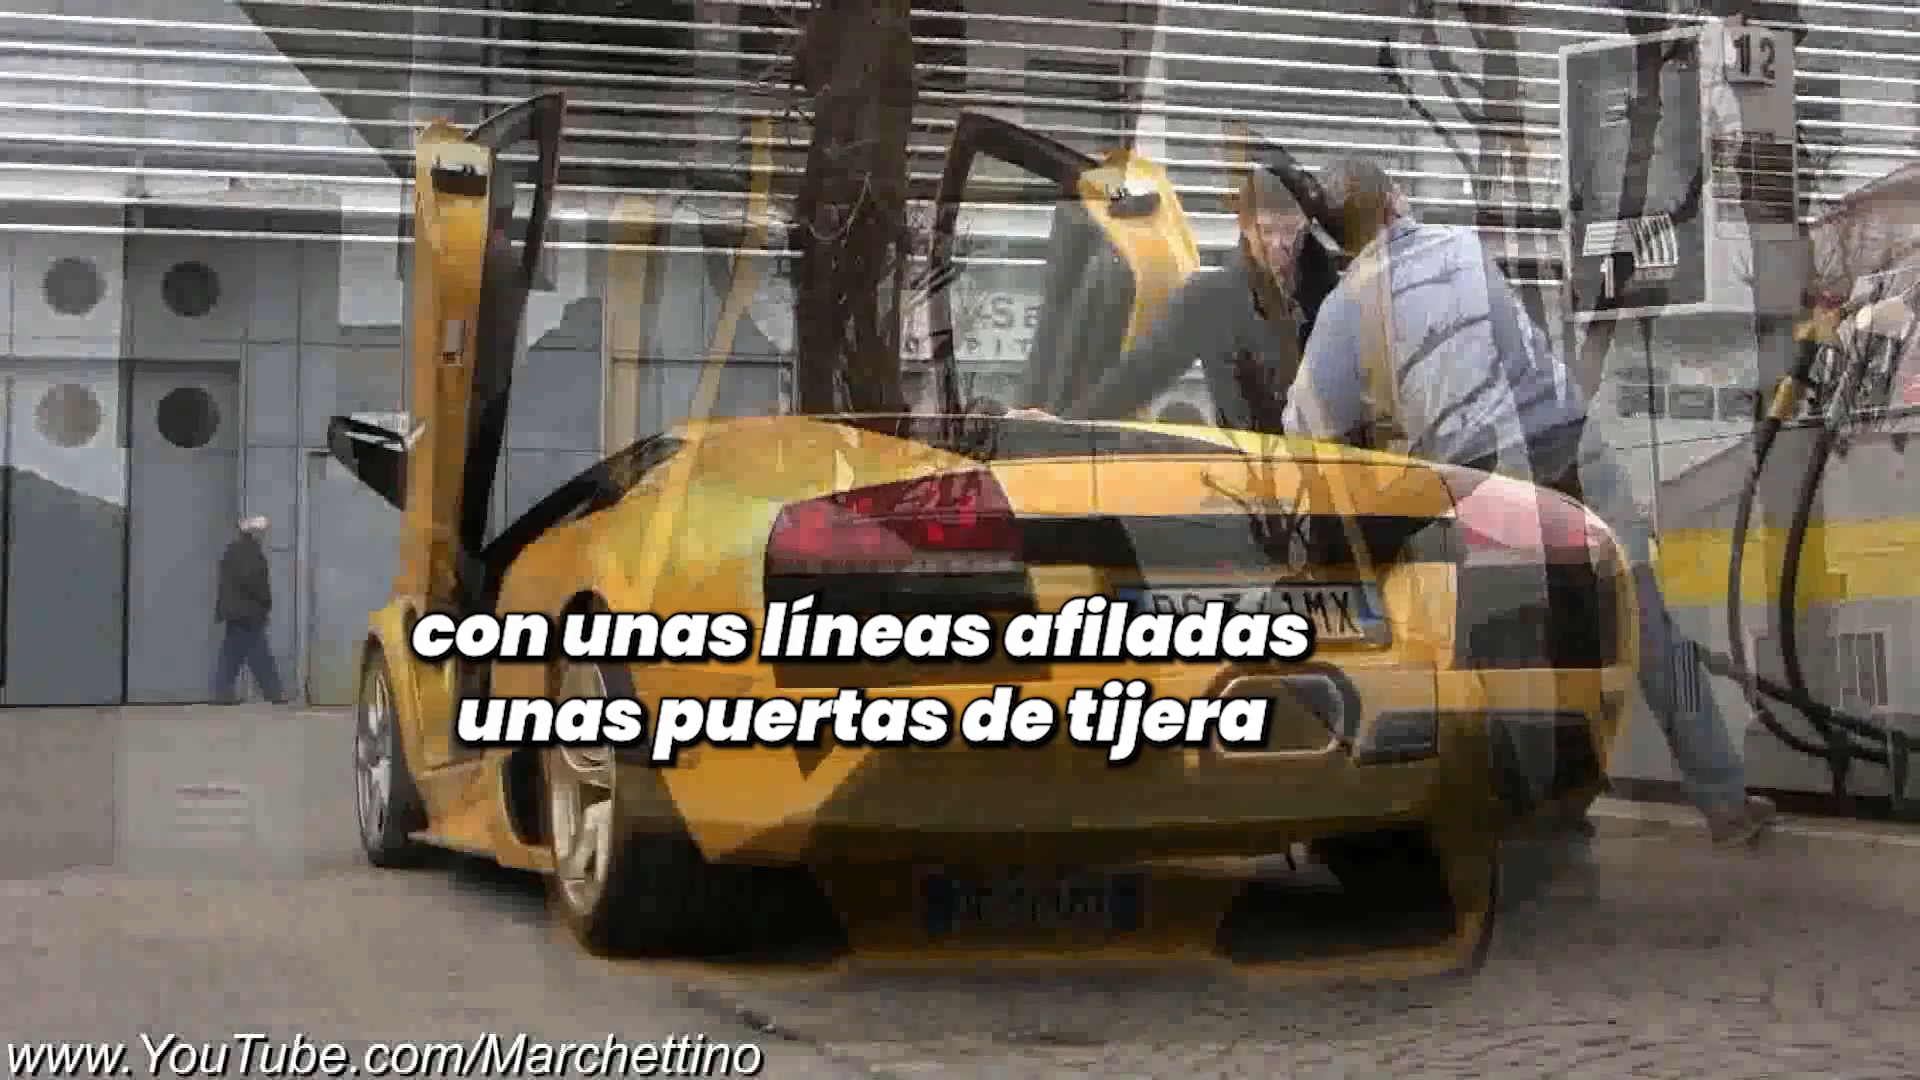 12
con unas líneas afiladas
unas puertas de tijera
www.YouTube.com/Marchettino